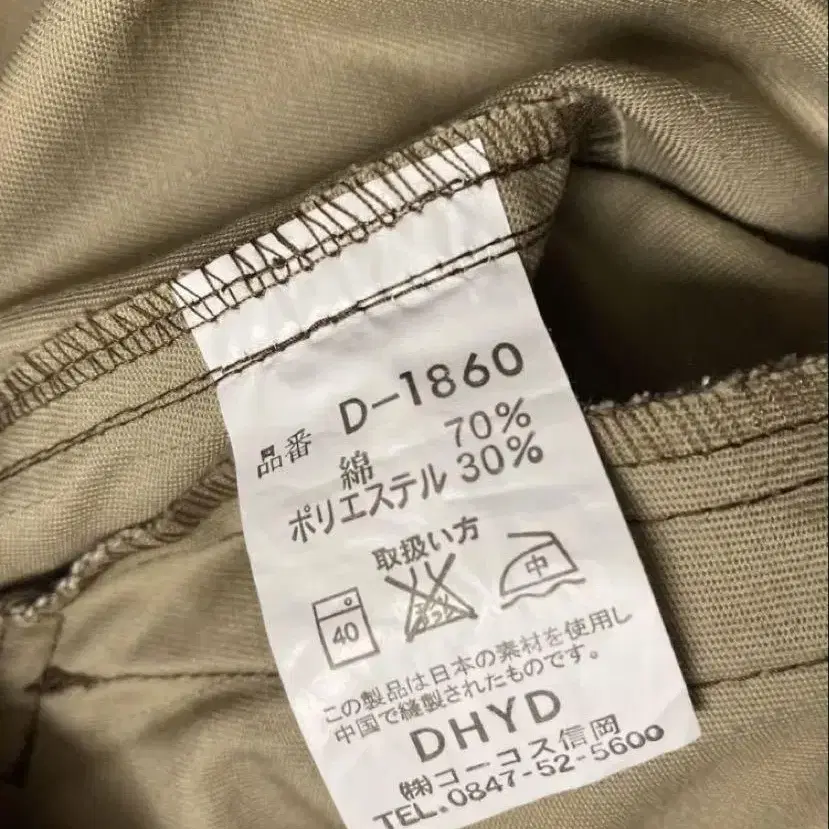 品番 D-1860
綿 70%
ポリエステル 30%
取扱い方
40 中
この製品は日本の素材を使用し
中国で縫製されたものです。
DHYD
㈱コーコス信岡
TEL.0847-52-5600